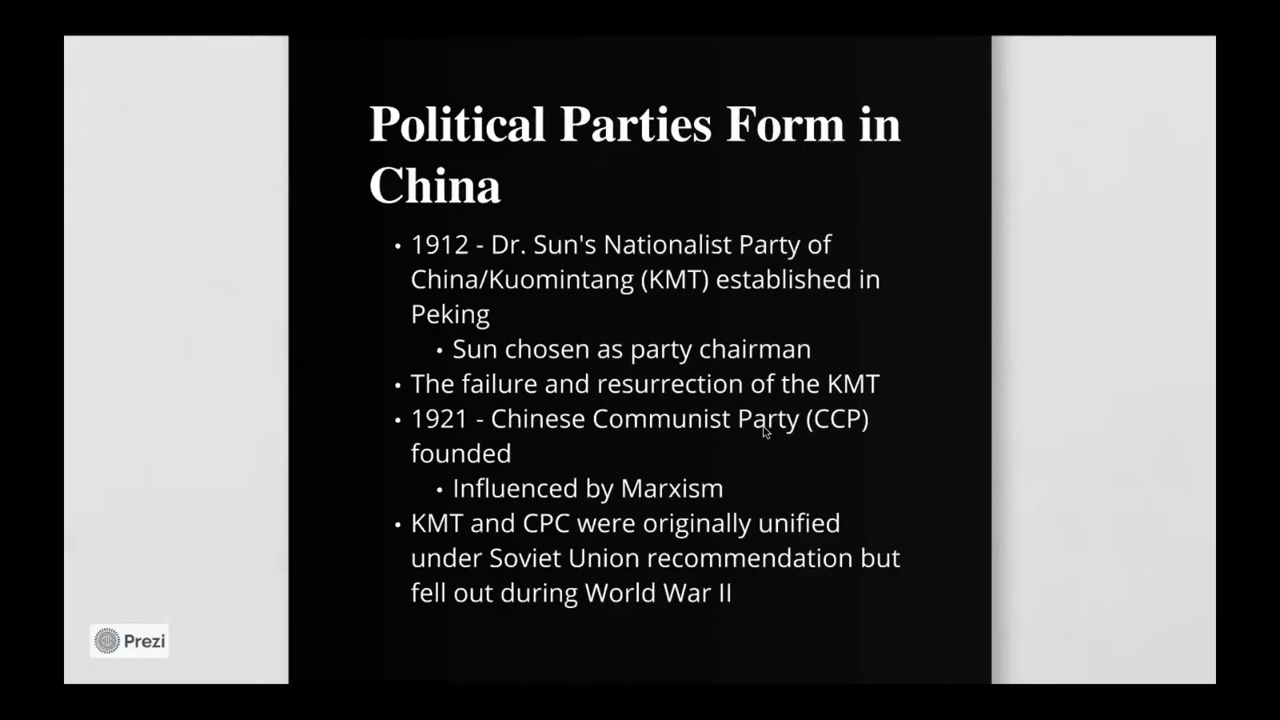 Political Parties Form in
China
• 1912 - Dr. Sun's Nationalist Party of
China/Kuomintang (KMT) established in
Peking
• Sun chosen as party chairman
• The failure and resurrection of the KMT
• 1921 - Chinese Communist Party (CCP)
founded
• Influenced by Marxism
• KMT and CPC were originally unified
under Soviet Union recommendation but
fell out during World War II
Prezi